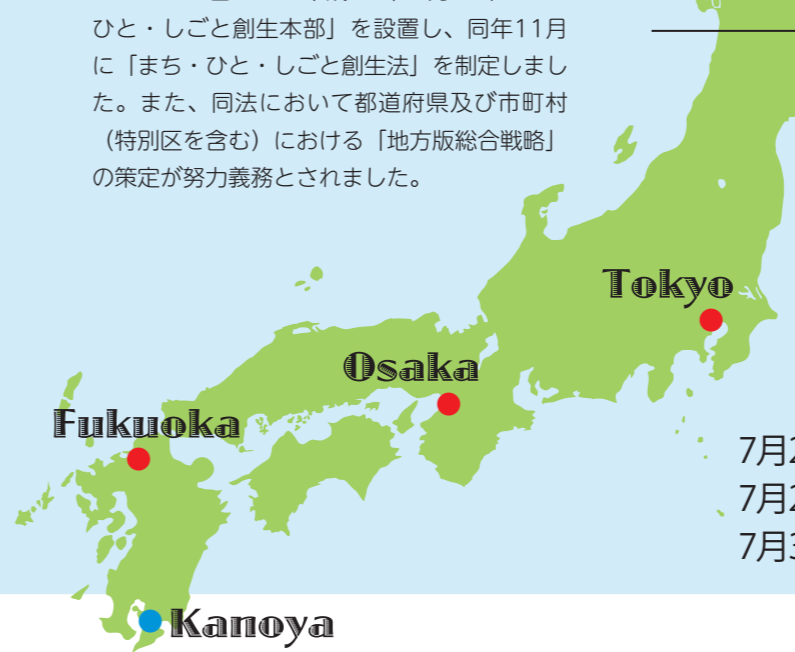 ひと・しごと創生本部」を設置し、同年11月
に「まち・ひと・しごと創生法」を制定しまし
た。また、同法において都道府県及び市町村
（特別区を含む）における「地方版総合戦略」
の策定が努力義務とされました。
Tokyo
Osaka
Fukuoka
7月2
7月2
7月3
Kanoya